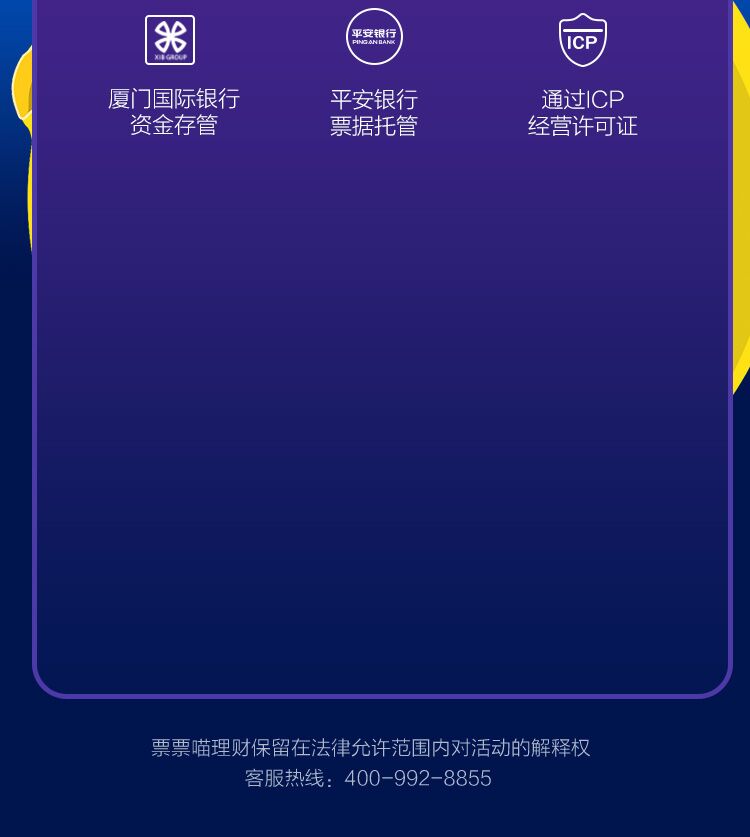 XIB GROUP
平安银行
PINGAN BANK
ICP
厦门国际银行
资金存管
平安银行
票据托管
通过ICP
经营许可证
票票喵理财保留在法律允许范围内对活动的解释权
客服热线：400-992-8855